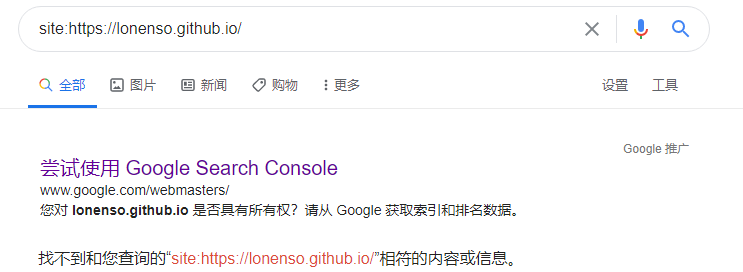 site:https://lonenso.github.io/
全部 图片 新闻 购物 更多 设置 工具
Google 推广
尝试使用 Google Search Console
www.google.com/webmasters/
您对 lonenso.github.io 是否具有所有权？请从 Google 获取索引和排名数据。
找不到和您查询的“site:https://lonenso.github.io/”相符的内容或信息。